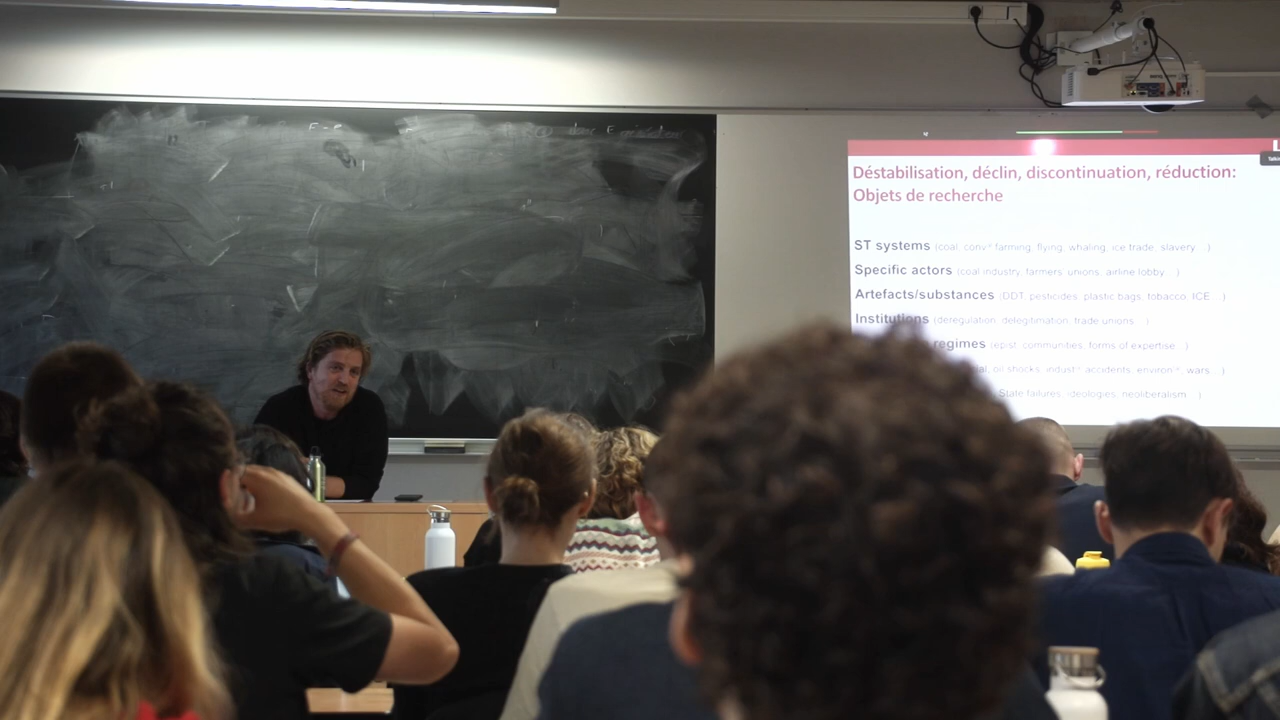 Déstabilisation, déclin, discontinuation, réduction:
Objets de recherche
ST systems (coal, conv° farming, flying, whaling, ice trade, slavery...)
Specific actors (coal industry, farmers' unions, airline lobby...)
Artefacts/substances (DDT, pesticides, plastic bags, tobacco, ICE...)
Institutions (deregulation, delegitimation, trade unions...)
regimes (epist. communities, forms of expertise...)
oil shocks, indust° accidents, environ°, wars...)
State failures, ideologies, neoliberalism...)